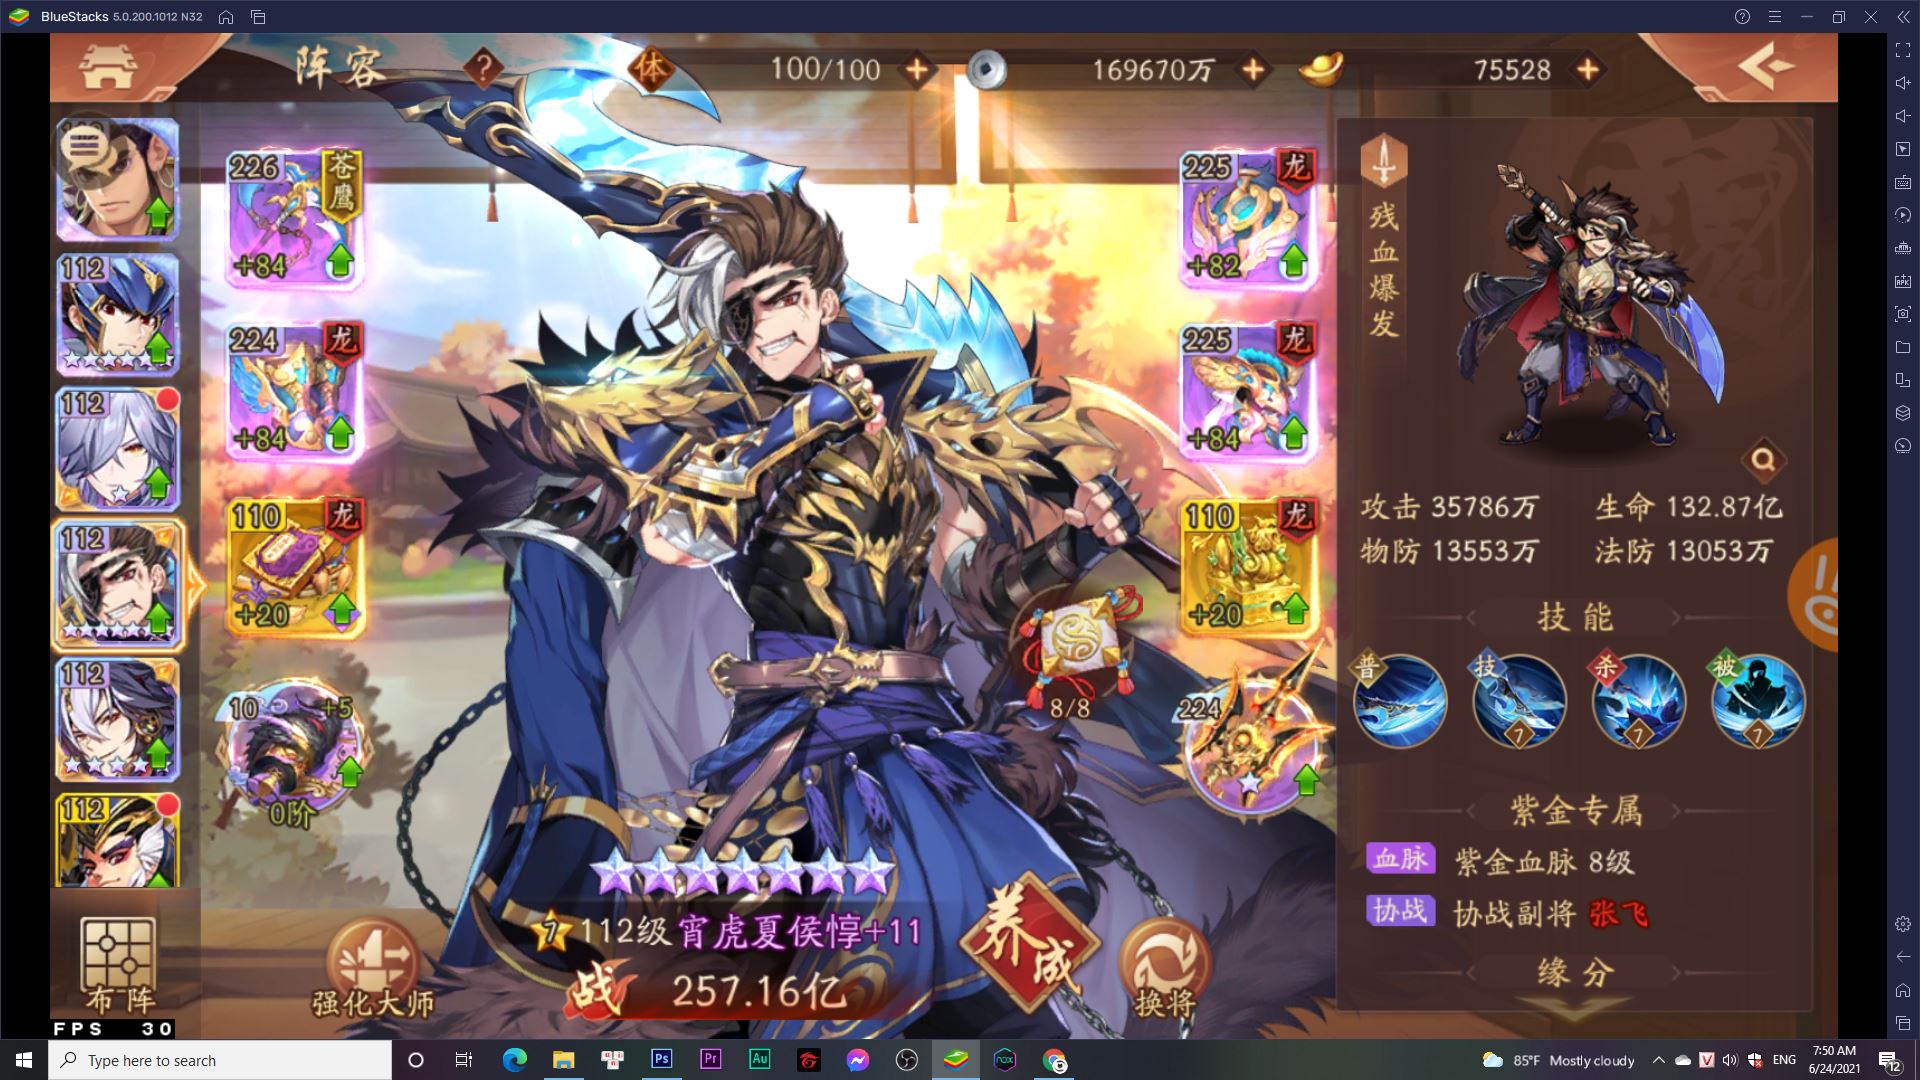 BlueStacks 5.0.200.1012 N32
阵容
?
体 100/100
169670万
75528
112
112
112
112
112
226 苍鹰 +84
224 龙 +84
110 龙 +20
10 +5
0阶
225 龙 +82
225 龙 +84
110 龙 +20
8/8
224
7 112级 宵虎夏侯惇+11
战 257.16亿
养成
换将
强化大师
布阵
FPS 30
残血爆发
攻击 35786万 生命 132.87亿
物防 13553万 法防 13053万
技能
普 技 杀 被
7 7 7
紫金专属
血脉 紫金血脉 8级
协战 协战副将 张飞
缘分
Type here to search
Ps Pr Au
nox
85°F Mostly cloudy
V
ENG
7:50 AM
6/24/2021
12